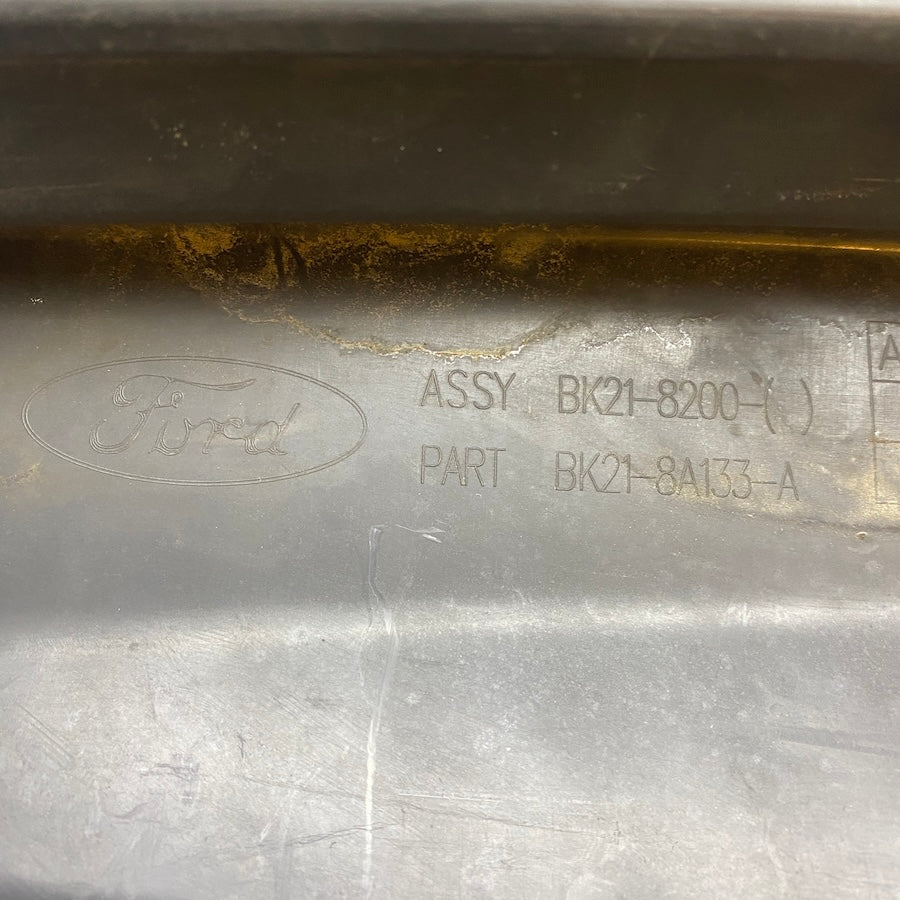 Ford
ASSY BK21-8200-( )
PART BK21-8A133-A
A